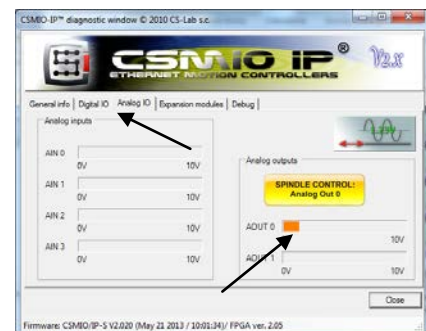 CSMIO-IP™ diagnostic window © 2010 CS-Lab s.c.
CSMIO IP®
V2.X
ETHERNET MOTION CONTROLLERS
General info | Digital IO | Analog IO | Expansion modules | Debug
Analog inputs
AIN 0
0V 10V
AIN 1
0V 10V
AIN 2
0V 10V
AIN 3
0V 10V
Analog outputs
SPINDLE CONTROL:
Analog Out 0
AOUT 0
10V
AOUT 1
0V 10V
Close
Firmware: CSMIO/IP-S V2.020 (May 21 2013 / 10:01:34)/ FPGA ver. 2.05